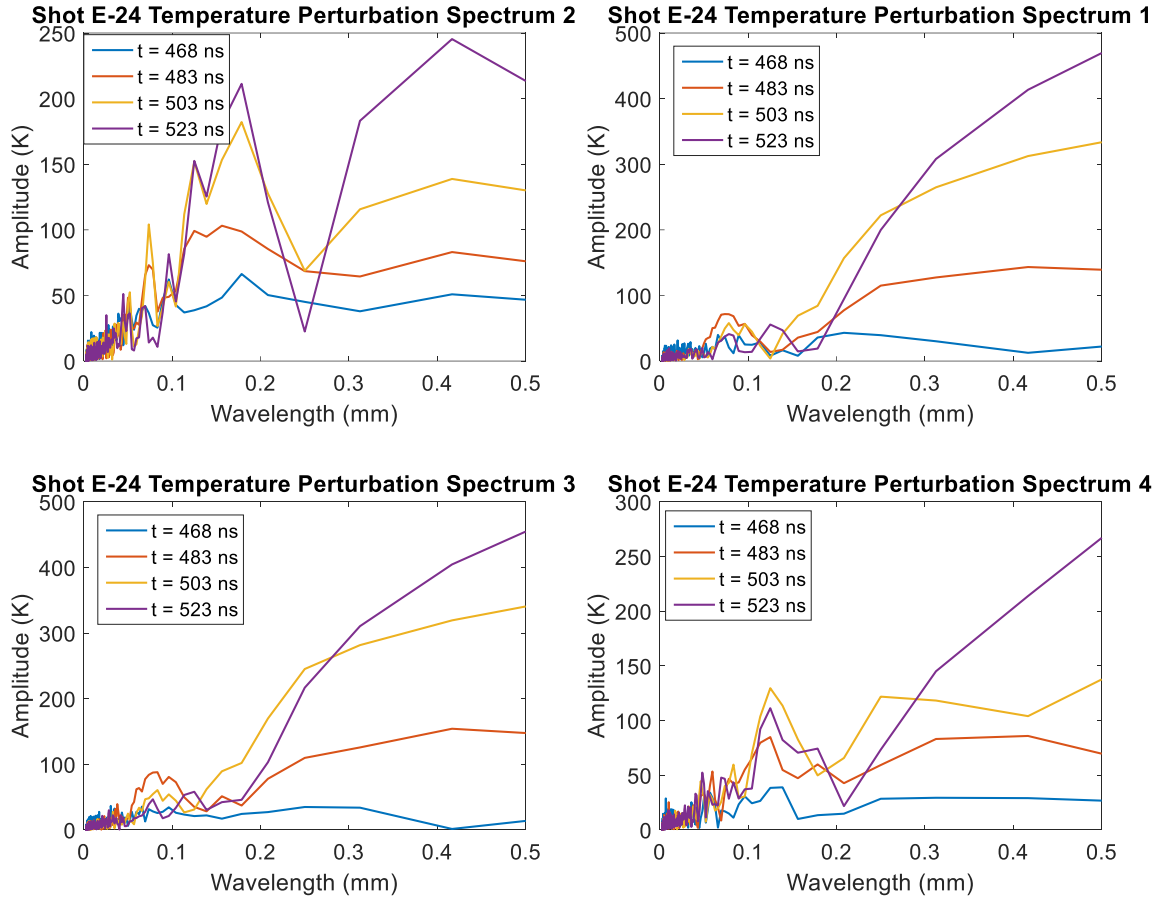 Shot E-24 Temperature Perturbation Spectrum 2
250
200
150
100
50
0
Amplitude (K)
t = 468 ns
t = 483 ns
t = 503 ns
t = 523 ns
0 0.1 0.2 0.3 0.4 0.5
Wavelength (mm)
Shot E-24 Temperature Perturbation Spectrum 1
500
400
300
200
100
0
Amplitude (K)
t = 468 ns
t = 483 ns
t = 503 ns
t = 523 ns
0 0.1 0.2 0.3 0.4 0.5
Wavelength (mm)
Shot E-24 Temperature Perturbation Spectrum 3
500
400
300
200
100
0
Amplitude (K)
t = 468 ns
t = 483 ns
t = 503 ns
t = 523 ns
0 0.1 0.2 0.3 0.4 0.5
Wavelength (mm)
Shot E-24 Temperature Perturbation Spectrum 4
300
250
200
150
100
50
0
Amplitude (K)
t = 468 ns
t = 483 ns
t = 503 ns
t = 523 ns
0 0.1 0.2 0.3 0.4 0.5
Wavelength (mm)